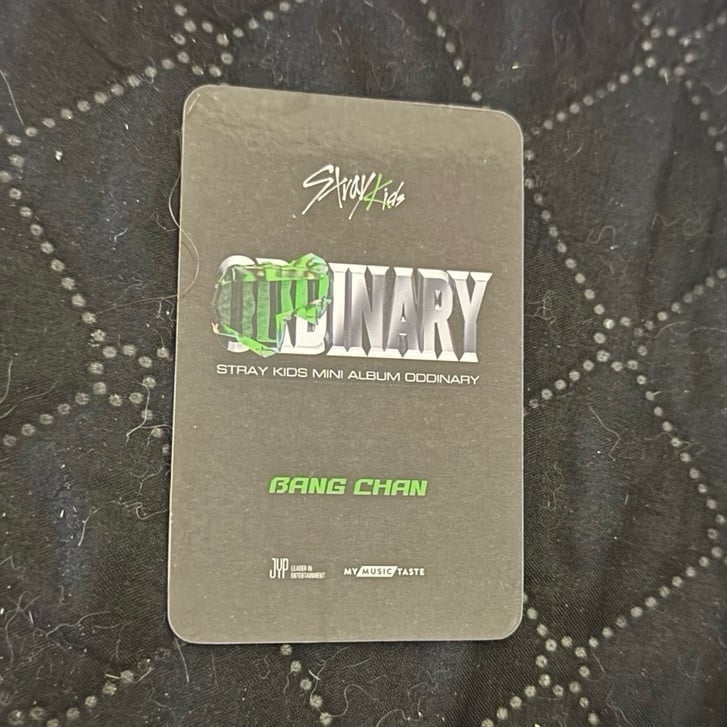 Stray Kids
ODDINARY
STRAY KIDS MINI ALBUM ODDINARY
BANG CHAN
JYP LEADER IN ENTERTAINMENT
MY MUSIC TASTE